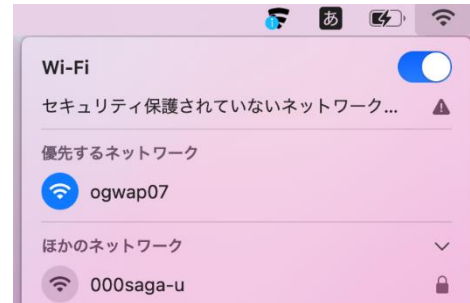 あ
Wi-Fi
セキュリティ保護されていないネットワーク...
優先するネットワーク
ogwap07
ほかのネットワーク
000saga-u